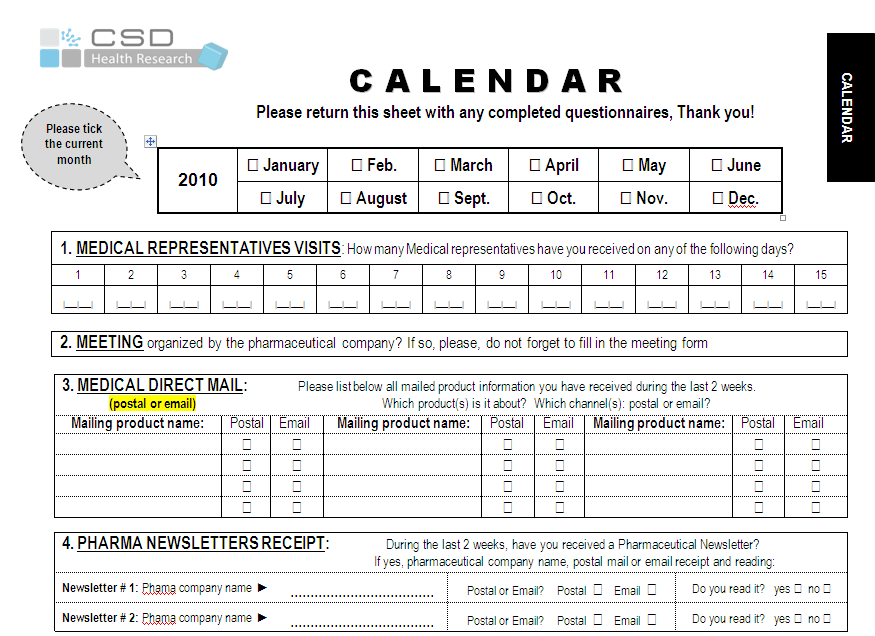 CSD
Health Research
CALENDAR
Please return this sheet with any completed questionnaires, Thank you!
CALENDAR
Please tick
the current
month
2010
☐ January ☐ Feb. ☐ March ☐ April ☐ May ☐ June
☐ July ☐ August ☐ Sept. ☐ Oct. ☐ Nov. ☐ Dec.
1. MEDICAL REPRESENTATIVES VISITS: How many Medical representatives have you received on any of the following days?
1 2 3 4 5 6 7 8 9 10 11 12 13 14 15
2. MEETING organized by the pharmaceutical company? If so, please, do not forget to fill in the meeting form
3. MEDICAL DIRECT MAIL: Please list below all mailed product information you have received during the last 2 weeks.
(postal or email) Which product(s) is it about? Which channel(s): postal or email?
Mailing product name: Postal Email Mailing product name: Postal Email Mailing product name: Postal Email
☐ ☐ ☐ ☐ ☐ ☐
☐ ☐ ☐ ☐ ☐ ☐
☐ ☐ ☐ ☐ ☐ ☐
☐ ☐ ☐ ☐ ☐ ☐
4. PHARMA NEWSLETTERS RECEIPT: During the last 2 weeks, have you received a Pharmaceutical Newsletter?
If yes, pharmaceutical company name, postal mail or email receipt and reading:
Newsletter # 1: Phama company name ► ........................................ Postal or Email? Postal ☐ Email ☐ Do you read it? yes ☐ no ☐
Newsletter # 2: Phama company name ► ........................................ Postal or Email? Postal ☐ Email ☐ Do you read it? yes ☐ no ☐